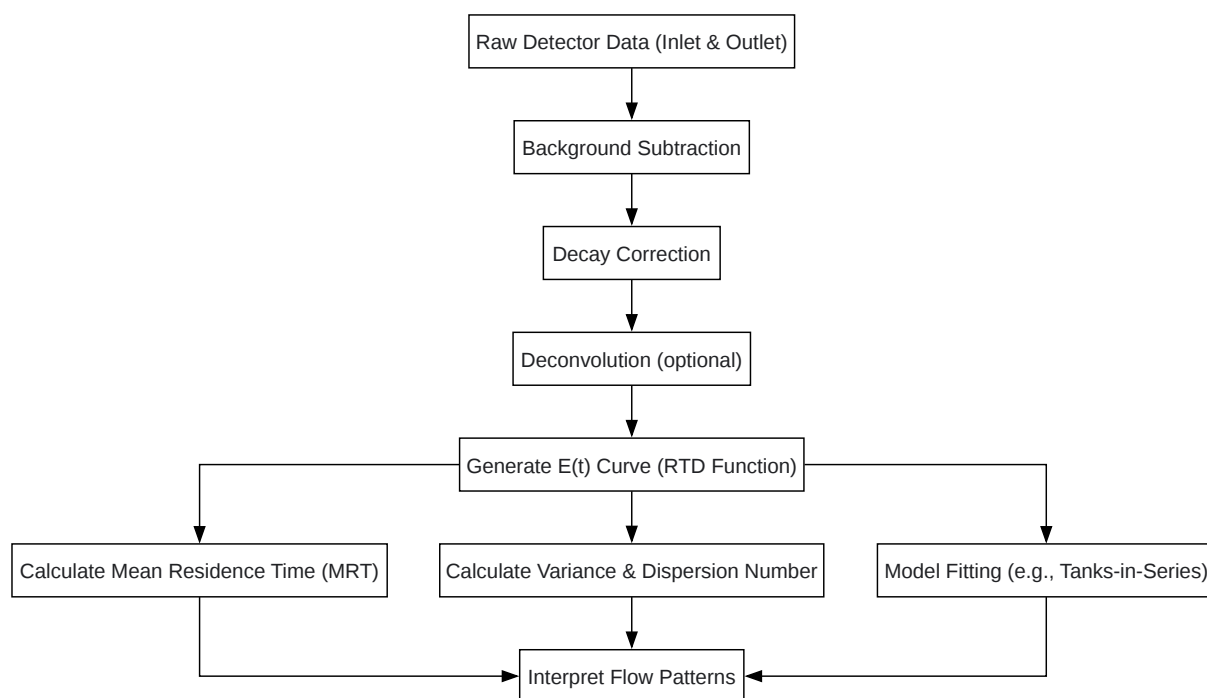 Raw Detector Data (Inlet & Outlet)
Background Subtraction
Decay Correction
Deconvolution (optional)
Generate E(t) Curve (RTD Function)
Calculate Mean Residence Time (MRT)
Calculate Variance & Dispersion Number
Model Fitting (e.g., Tanks-in-Series)
Interpret Flow Patterns